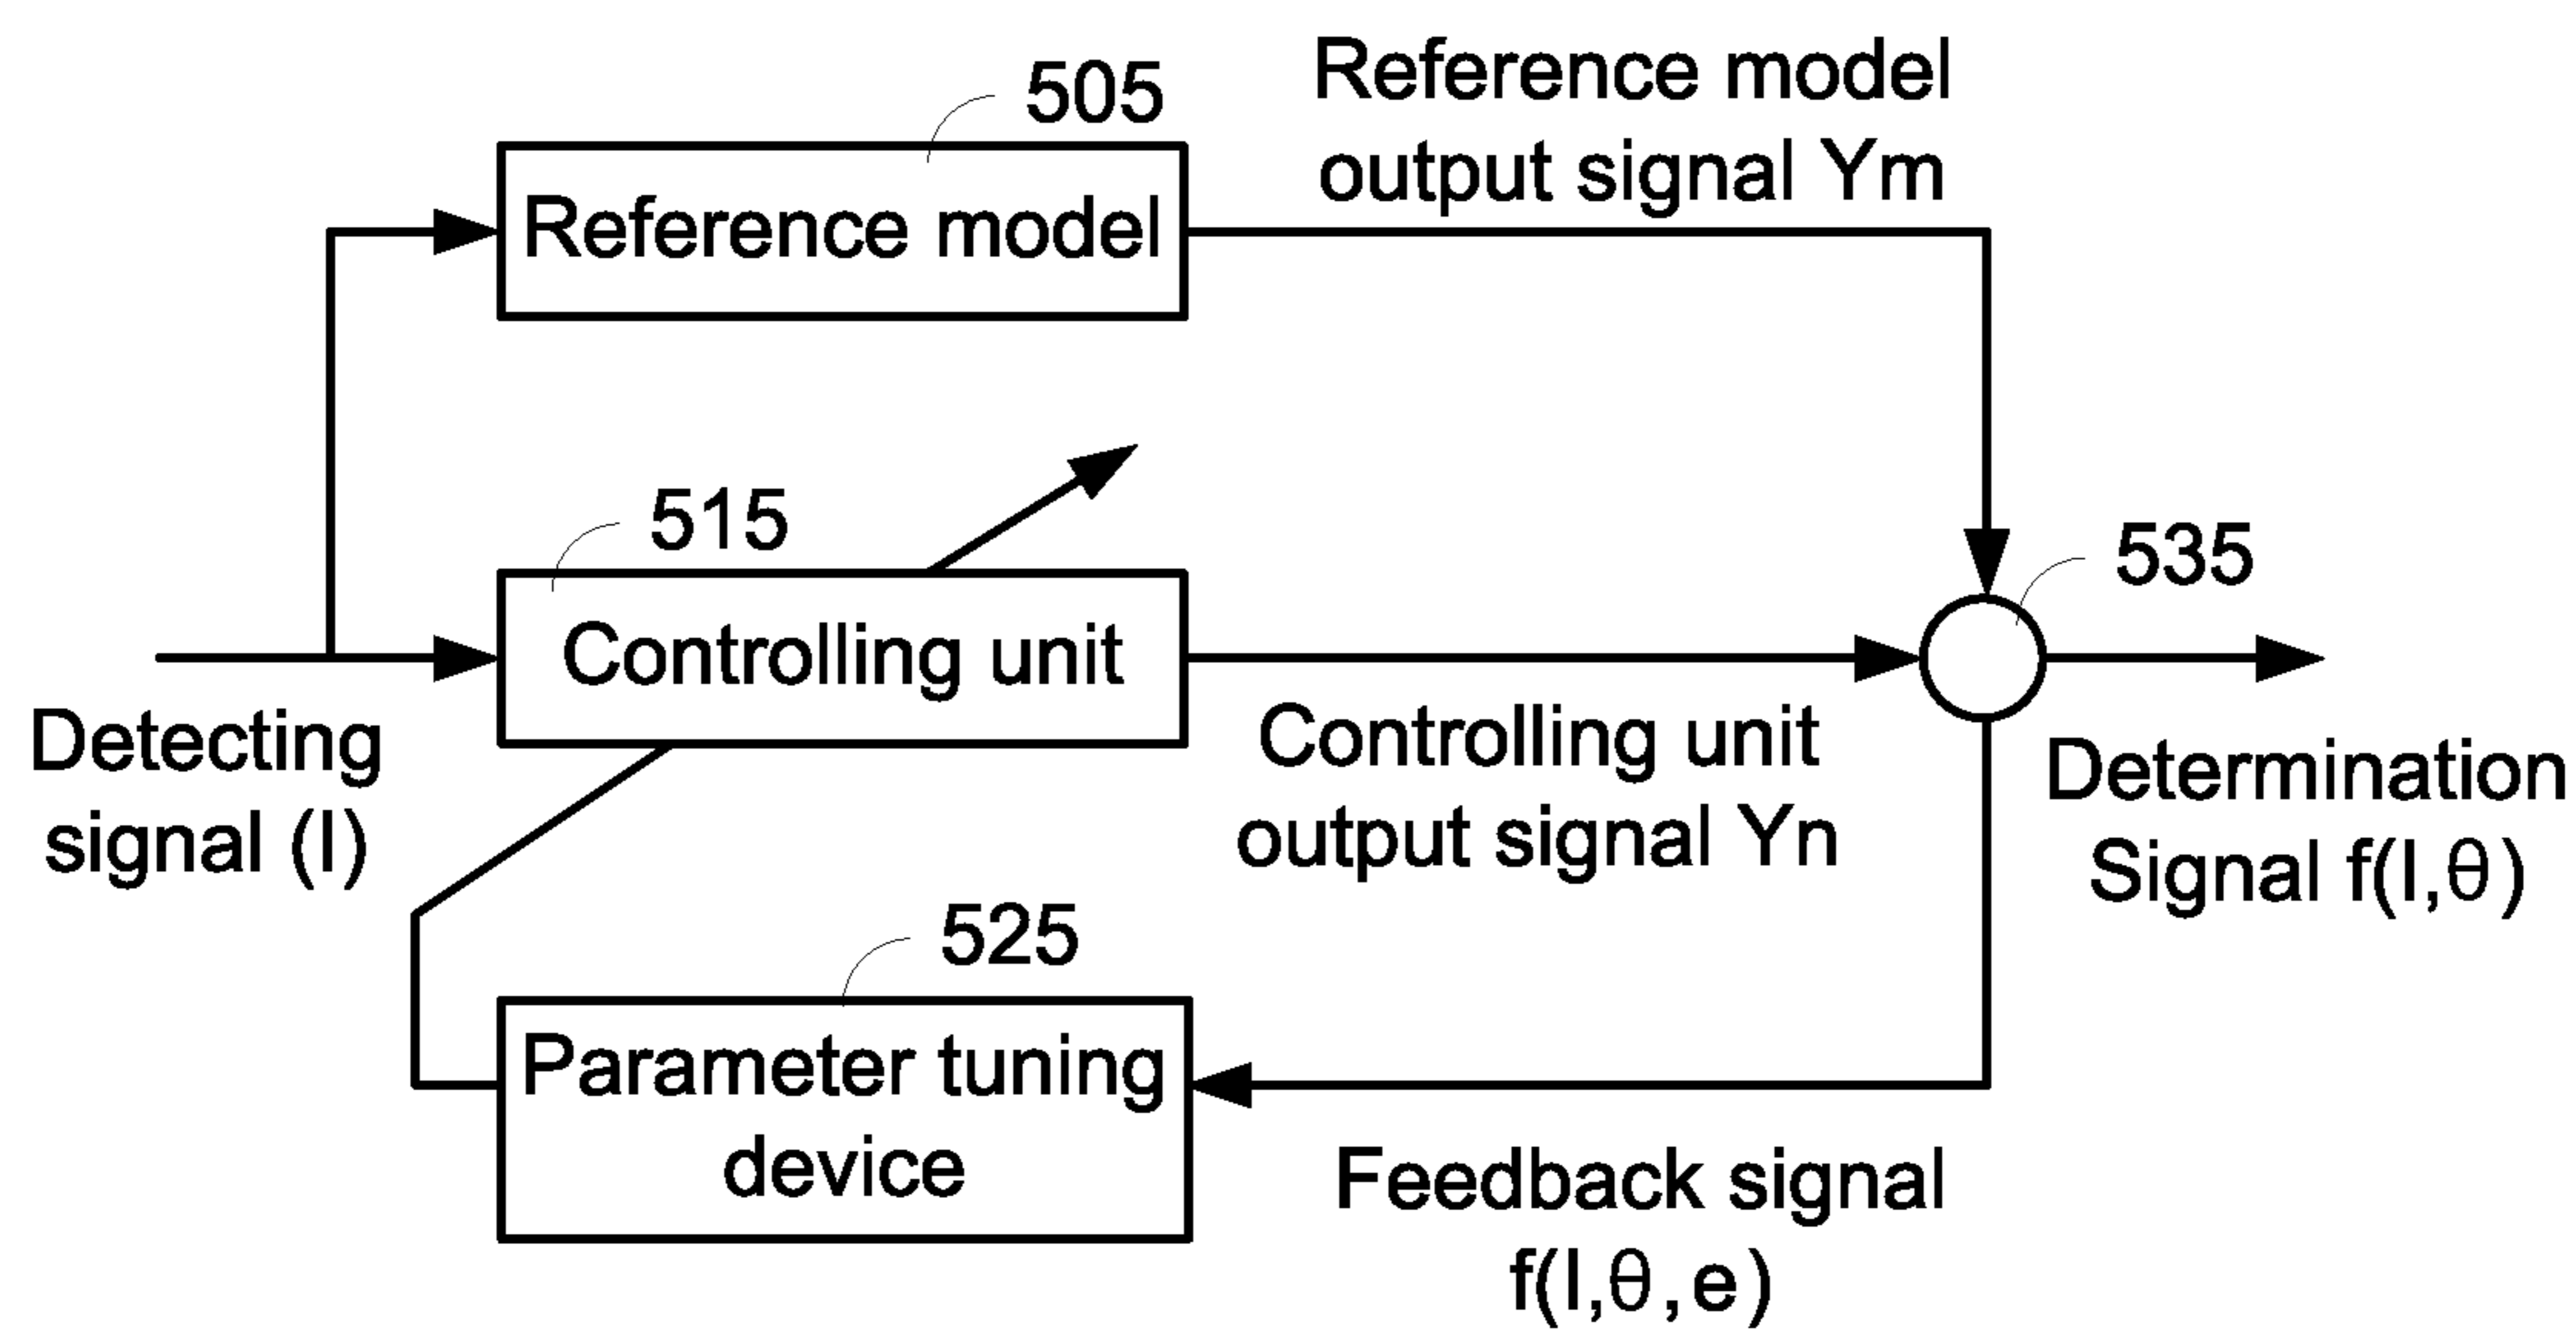 505
Reference model
output signal Ym
Reference model
515
535
Controlling unit
Detecting
signal (I)
Controlling unit
output signal Yn
Determination
Signal f(I,θ)
525
Parameter tuning
device
Feedback signal
f(I,θ,e)